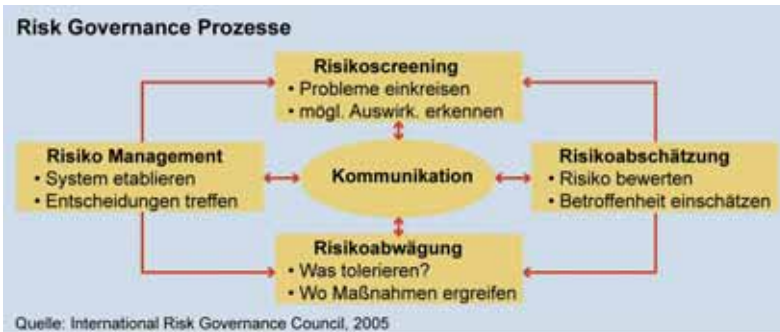 Risk Governance Prozesse
Risikoscreening
• Probleme einkreisen
• mögl. Auswirk. erkennen
Risiko Management
• System etablieren
• Entscheidungen treffen
Kommunikation
Risikoabschätzung
• Risiko bewerten
• Betroffenheit einschätzen
Risikoabwägung
• Was tolerieren?
• Wo Maßnahmen ergreifen
Quelle: International Risk Governance Council, 2005